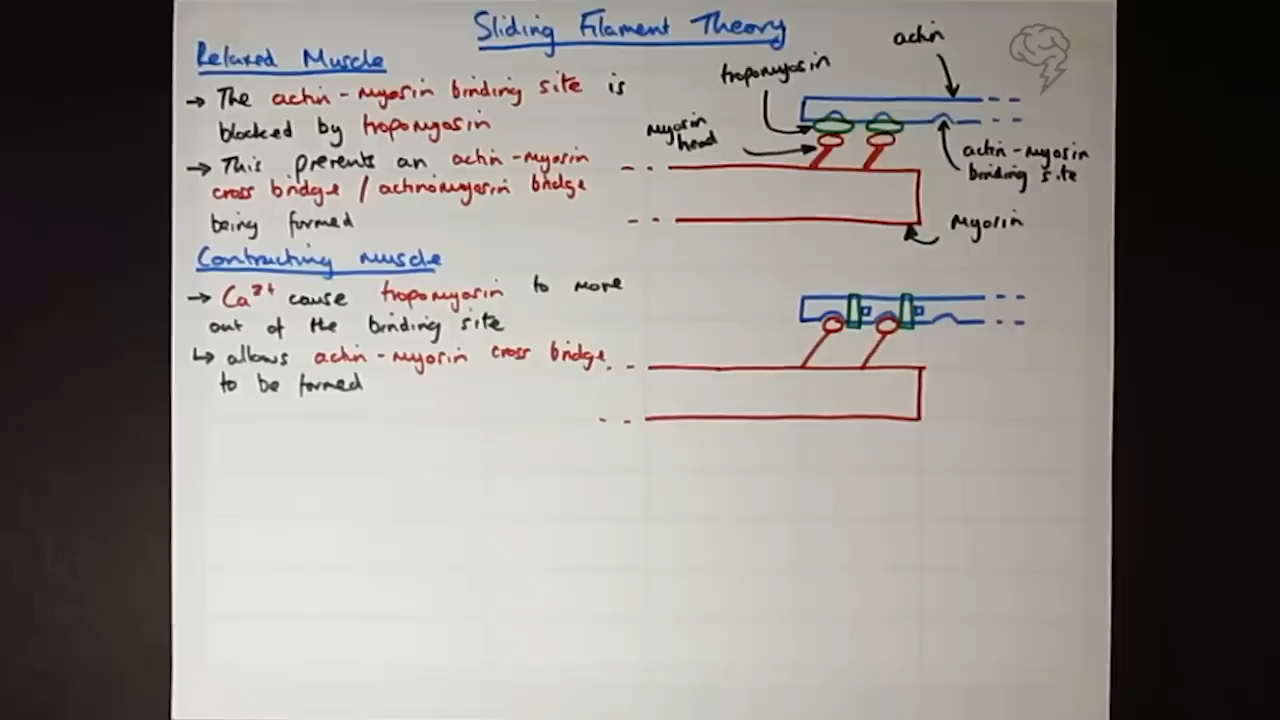 Sliding Filament Theory
Relaxed Muscle
→ The actin-myosin binding site is
blocked by tropomyosin
→ This prevents an actin-myosin
cross bridge / actinomyosin bridge
being formed
Contracting muscle
→ Ca²⁺ cause tropomyosin to move
out of the binding site
↳ allows actin-myosin cross bridge
to be formed
actin
tropomyosin
myosin
head
actin-myosin
binding site
Myosin